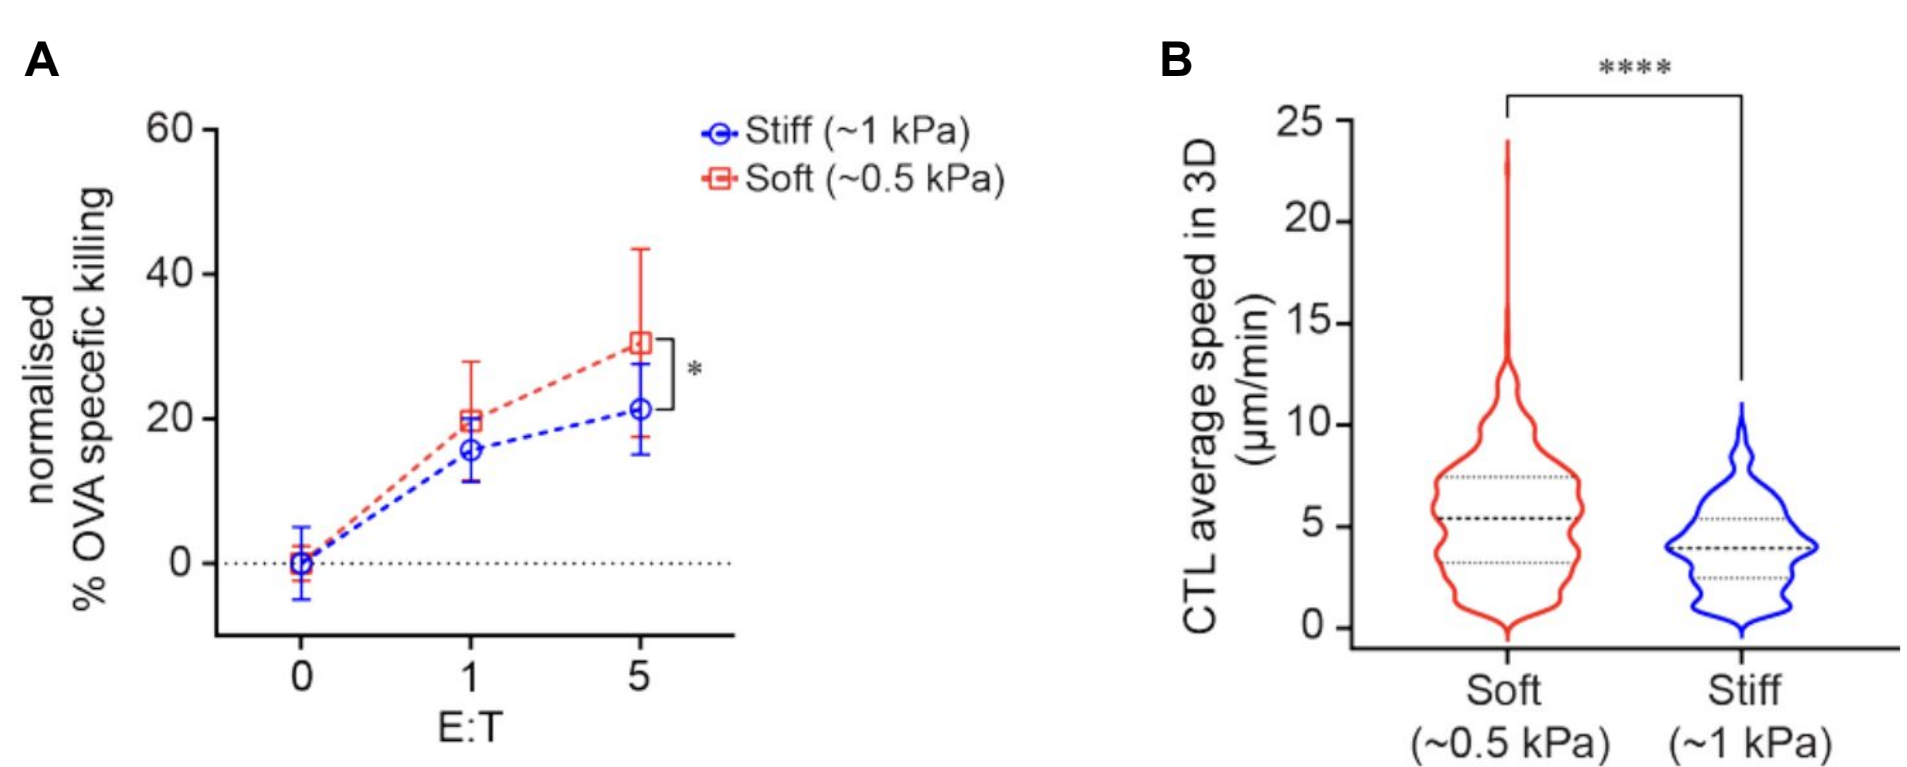 A
60
40
20
0
normalised
% OVA specefic killing
Stiff (~1 kPa)
Soft (~0.5 kPa)
*
0 1 5
E:T
B
****
25
20
15
10
5
0
CTL average speed in 3D
(μm/min)
Soft
(~0.5 kPa)
Stiff
(~1 kPa)